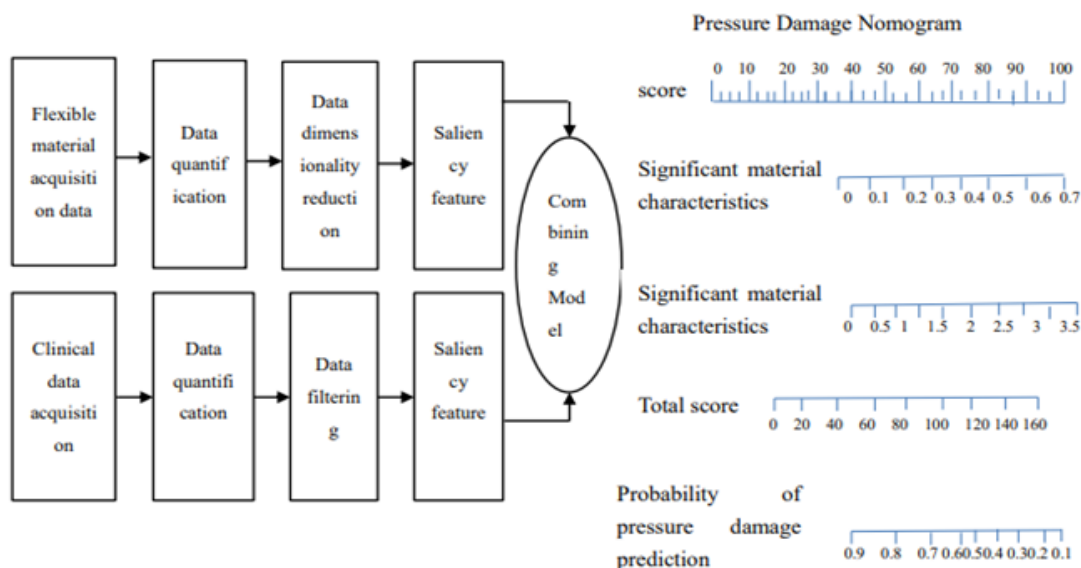 Flexible
material
acquisiti
on data
Data
quantif
ication
Data
dimens
ionality
reducti
on
Salien
cy
feature
Com
binin
g
Mod
el
Clinical
data
acquisiti
on
Data
quantifi
cation
Data
filterin
g
Salien
cy
feature
Pressure Damage Nomogram
0 10 20 30 40 50 60 70 80 90 100
score
Significant material
characteristics
0 0.1 0.2 0.3 0.4 0.5 0.6 0.7
Significant material
characteristics
0 0.5 1 1.5 2 2.5 3 3.5
Total score
0 20 40 60 80 100 120 140 160
Probability of
pressure damage
prediction
0.9 0.8 0.7 0.6 0.5 0.4 0.3 0.2 0.1